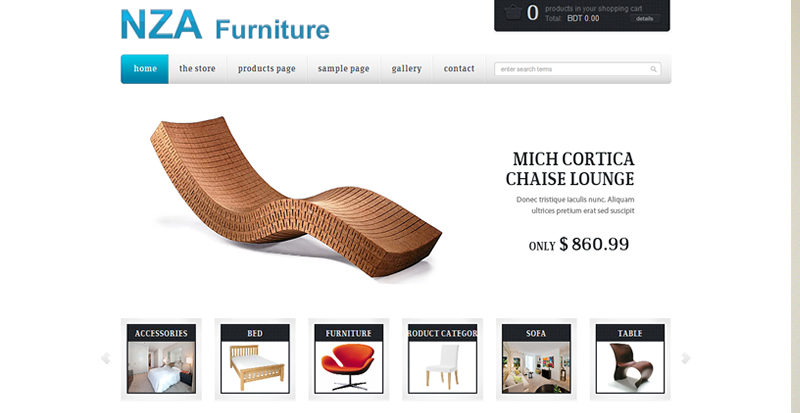 NZA Furniture
0 products in your shopping cart
Total: BDT 0.00 details
home the store products page sample page gallery contact enter search terms
MICH CORTICA
CHAISE LOUNGE
Donec tristique iaculis nunc. Aliquam
ultrices pretium erat sed suscipit
ONLY $ 860.99
ACCESSORIES BED FURNITURE RODUCT CATEGOR SOFA TABLE